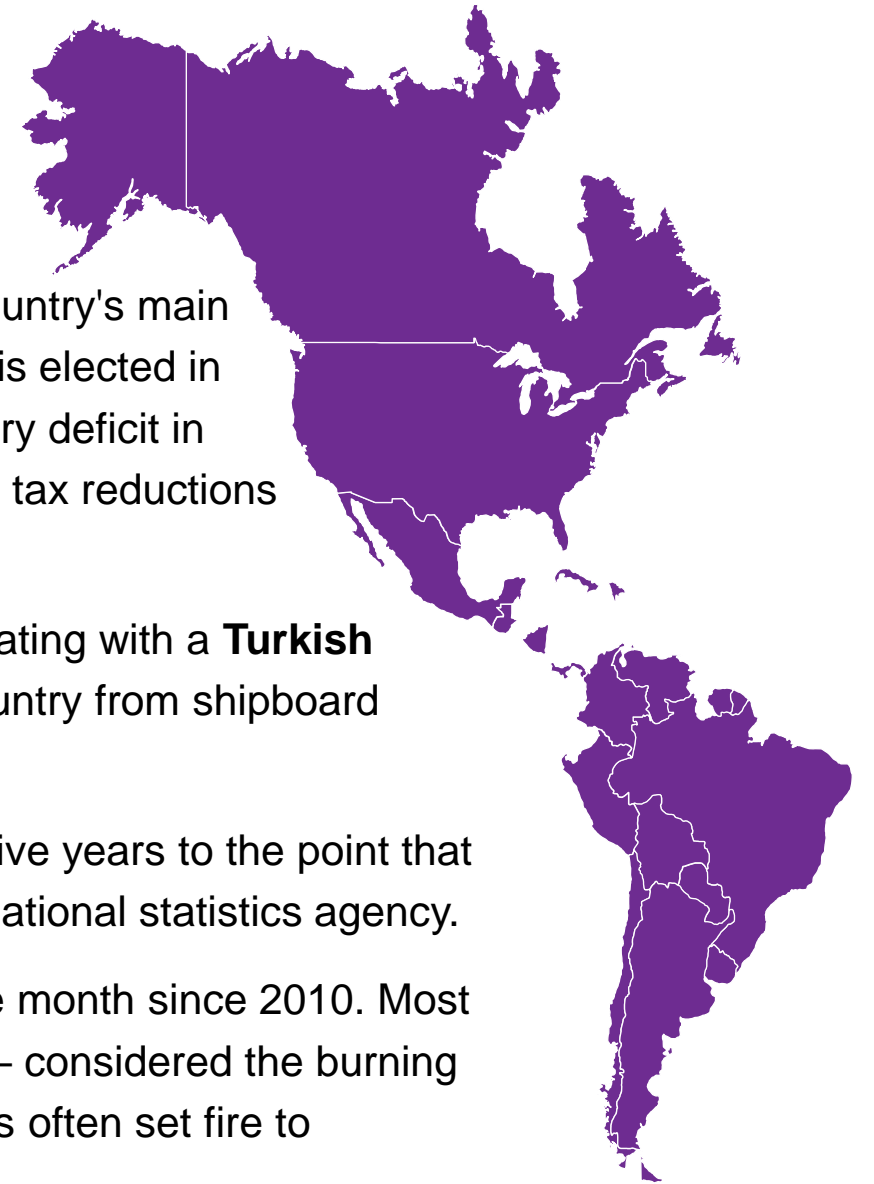 untry's main
is elected in
ry deficit in
tax reductions
ating with a Turkish
untry from shipboard
ive years to the point that
ational statistics agency.
e month since 2010. Most
– considered the burning
s often set fire to